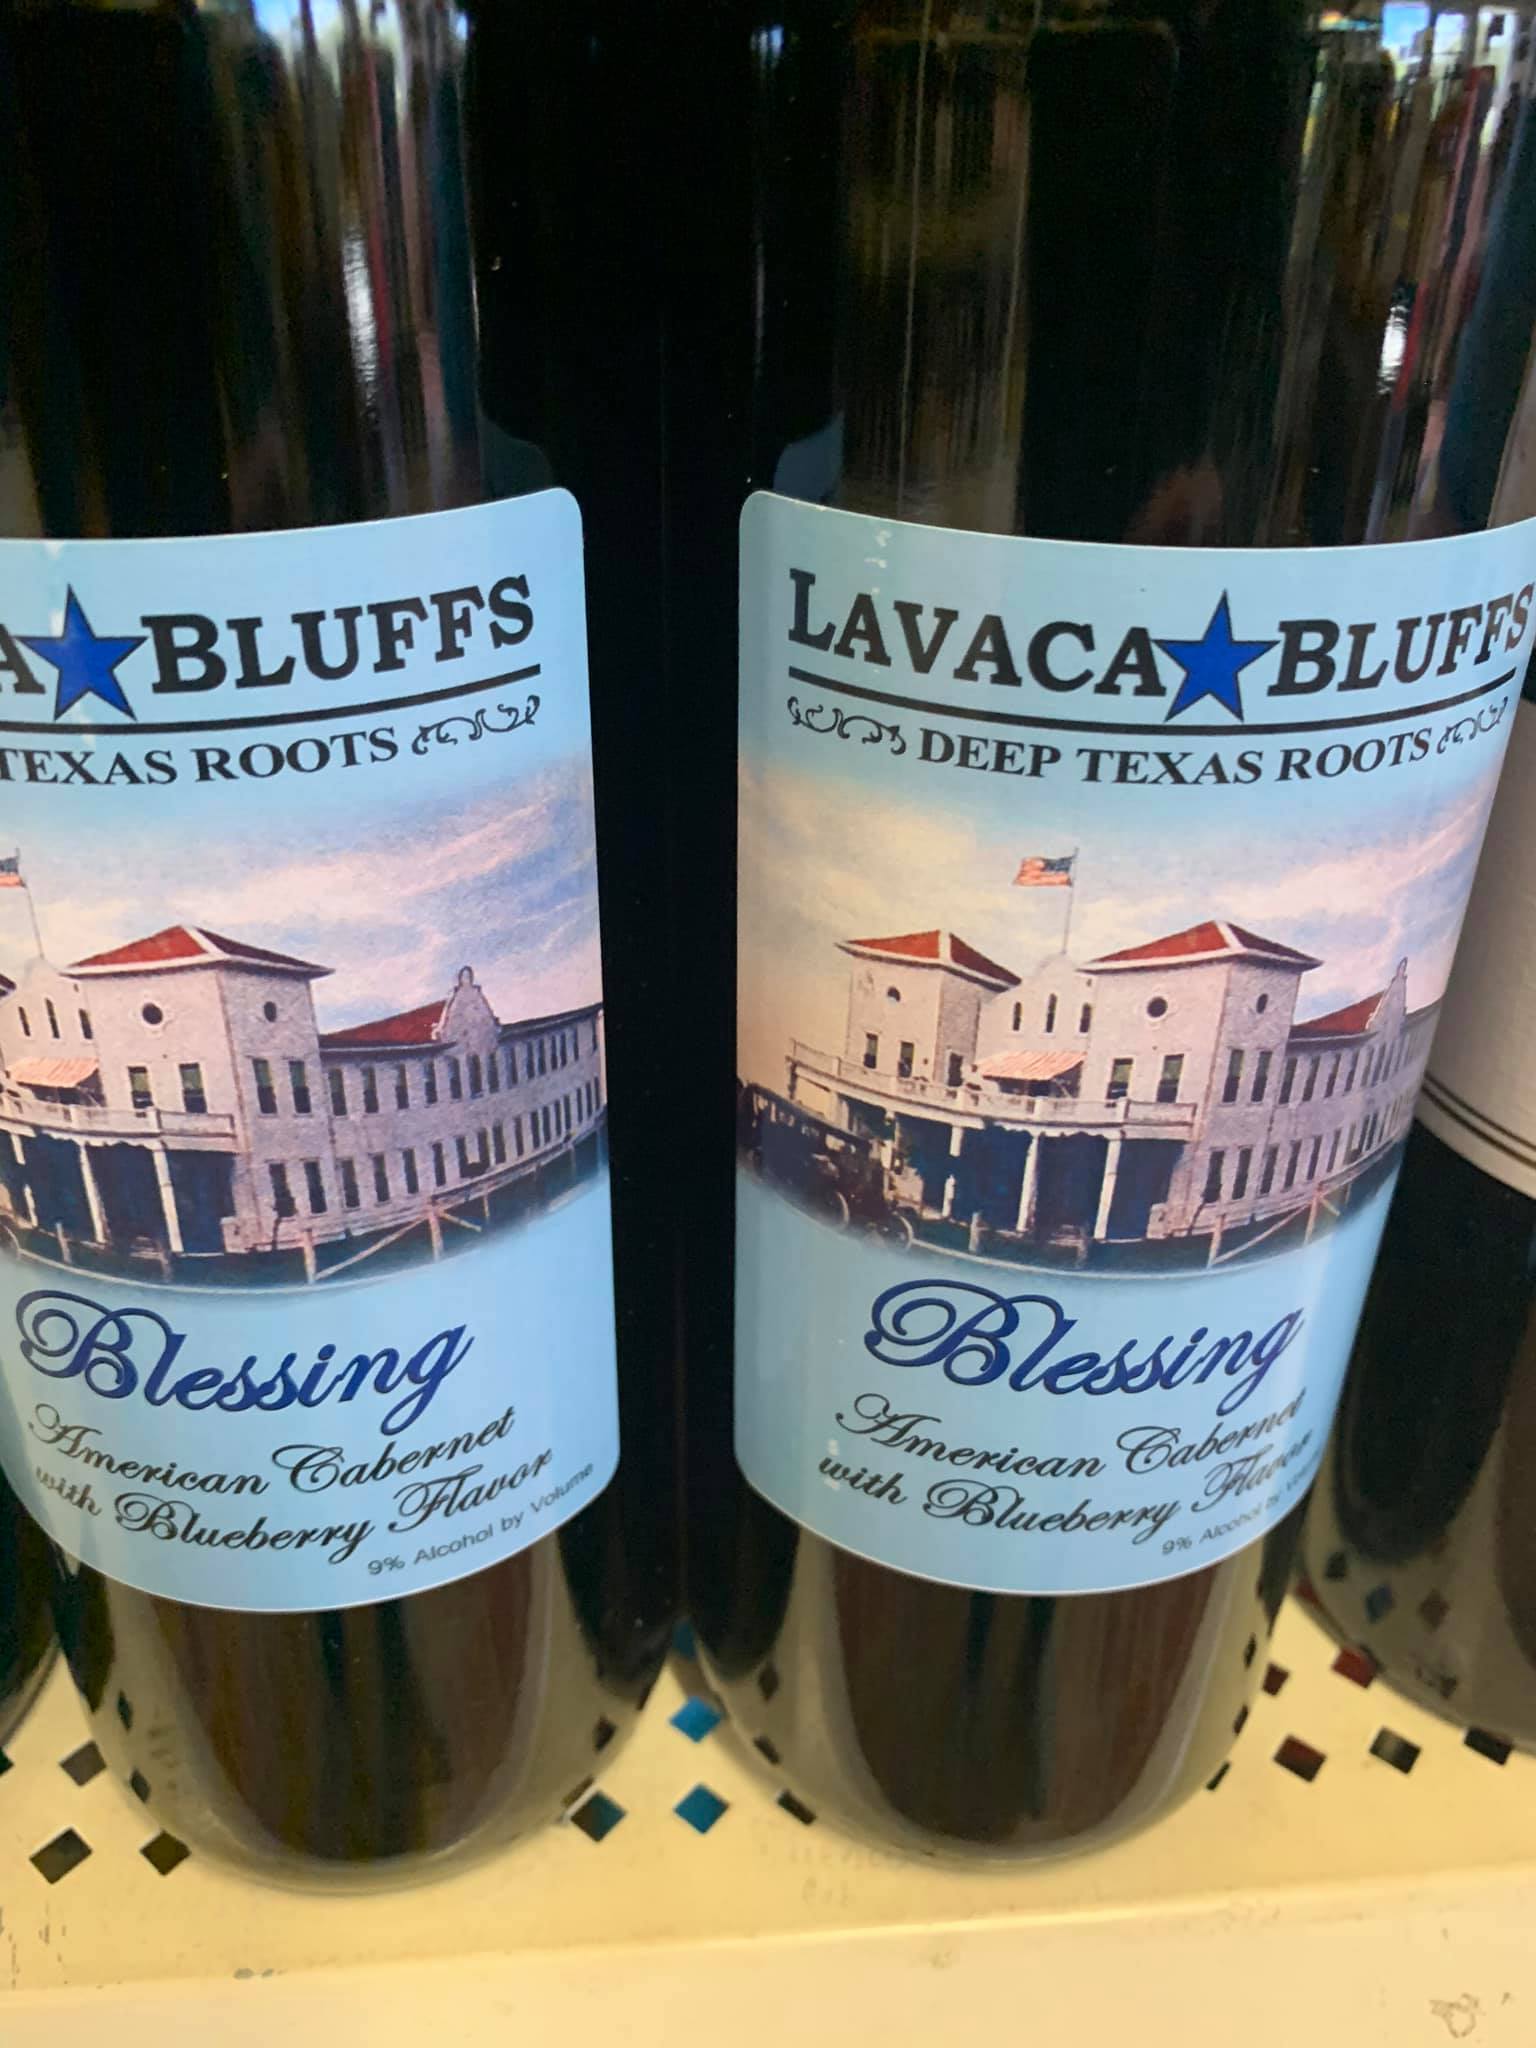 A BLUFFS
TEXAS ROOTS
Blessing
American Cabernet
with Blueberry Flavor
9% Alcohol by Volume
LAVACA BLUFFS
DEEP TEXAS ROOTS
Blessing
American Cabernet
with Blueberry Flavor
9% Alcohol by